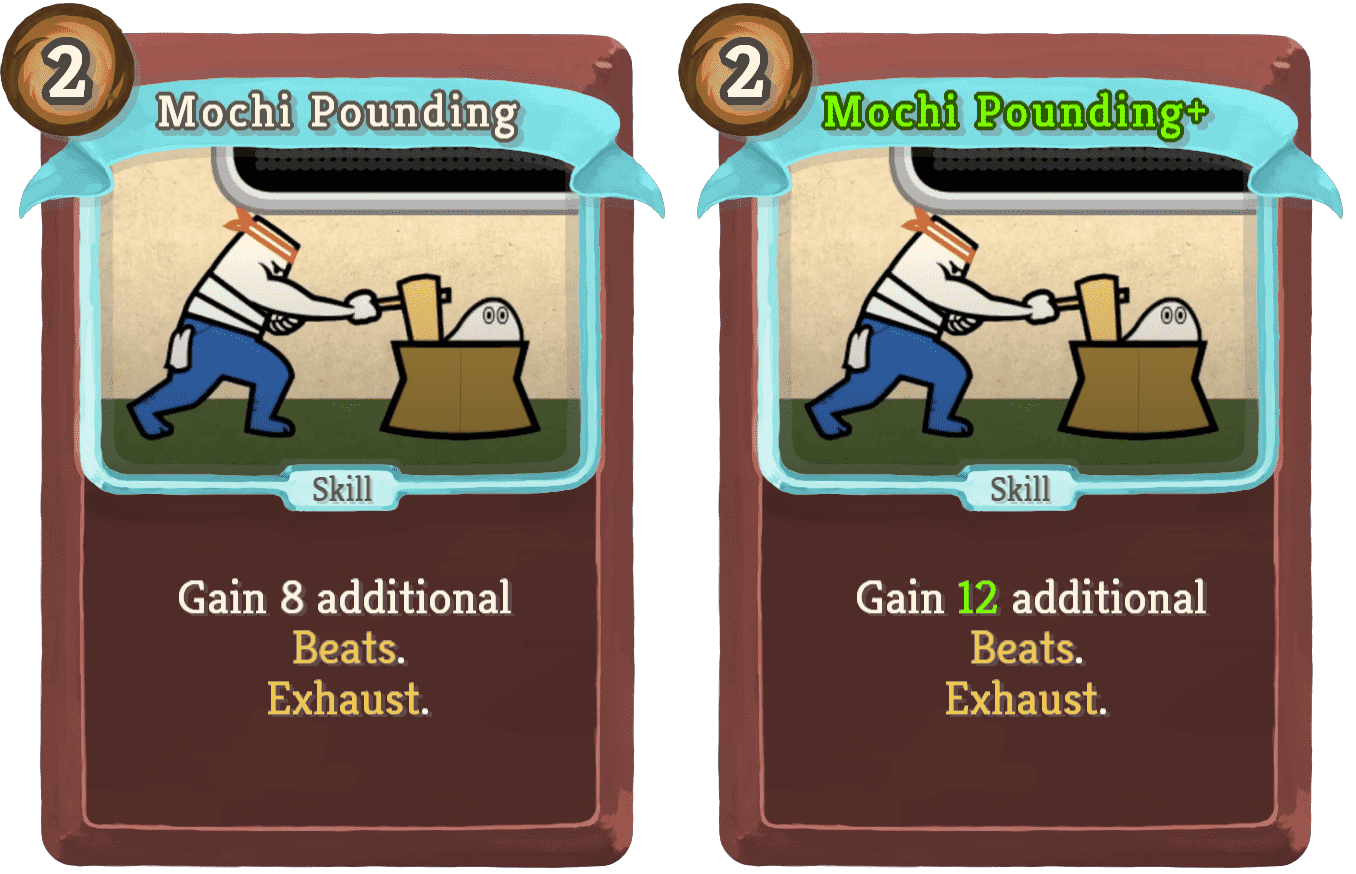 2
Mochi Pounding
Skill
Gain 8 additional
Beats.
Exhaust.
2
Mochi Pounding+
Skill
Gain 12 additional
Beats.
Exhaust.